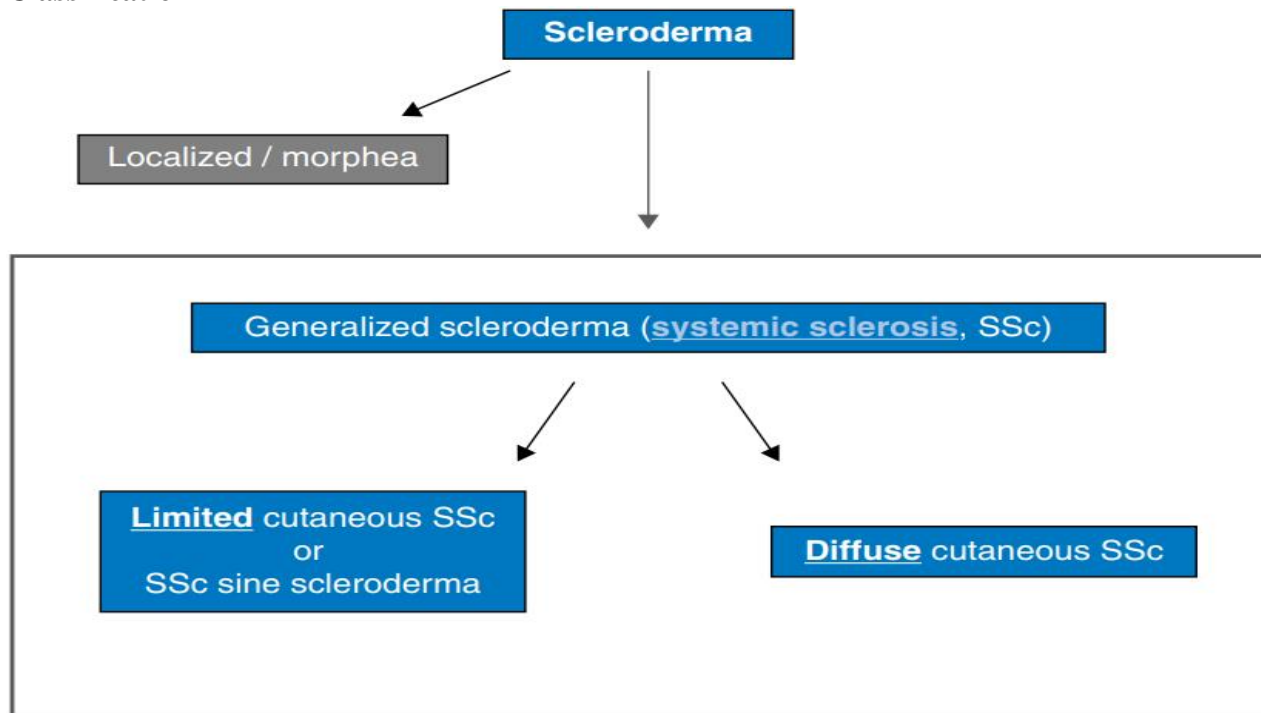 Scleroderma
Localized / morphea
Generalized scleroderma (systemic sclerosis, SSc)
Limited cutaneous SSc
or
SSc sine scleroderma
Diffuse cutaneous SSc